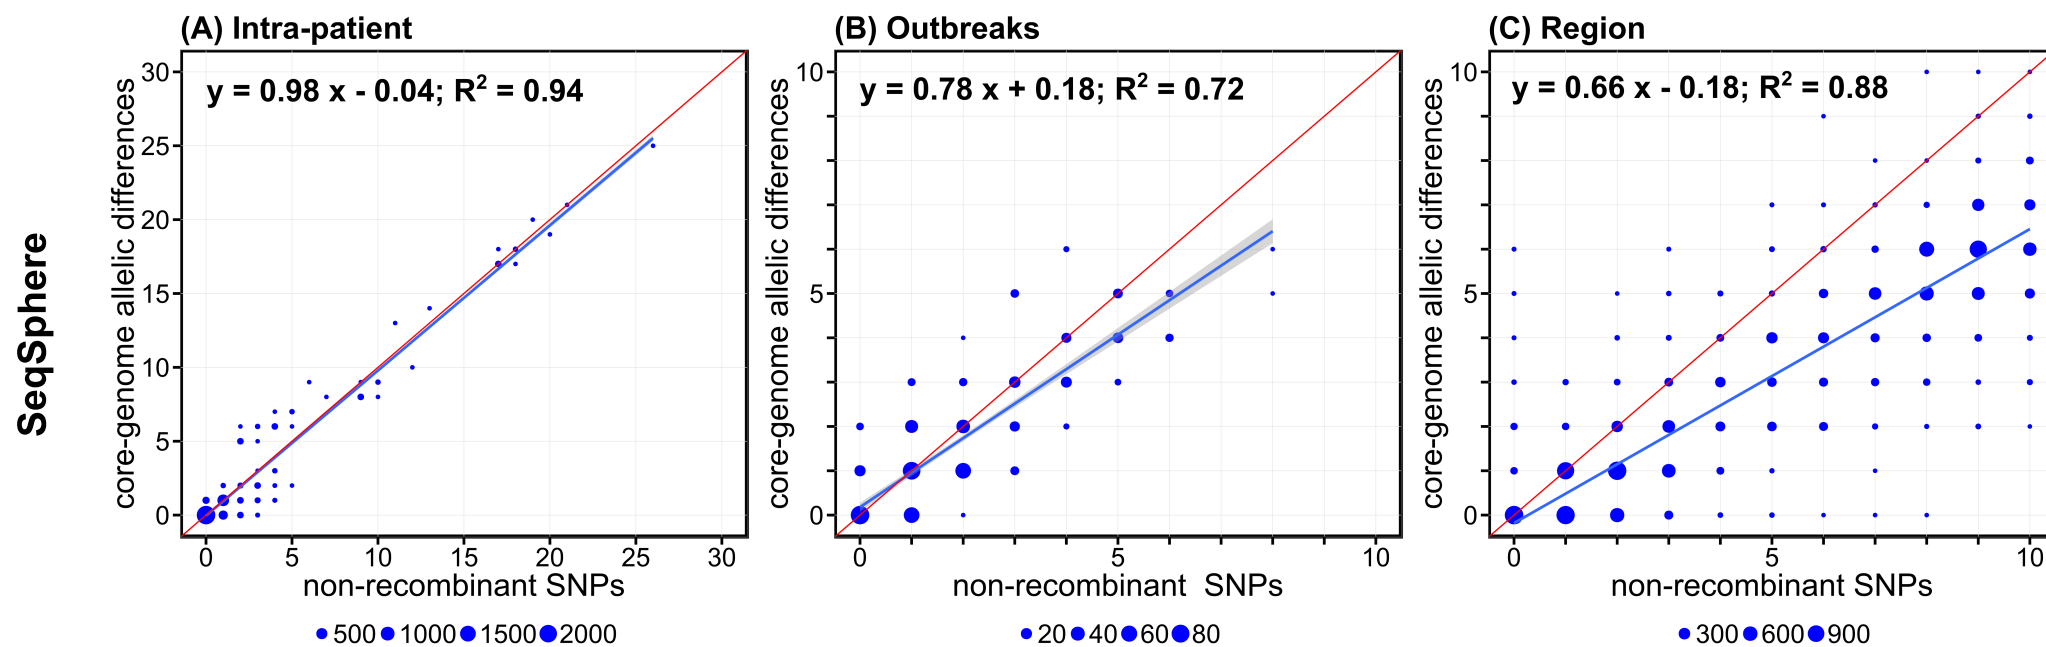 SeqSphere
(A) Intra-patient
y = 0.98 x - 0.04; R² = 0.94
core-genome allelic differences
30
25
20
15
10
5
0
0 5 10 15 20 25 30
non-recombinant SNPs
500 1000 1500 2000
(B) Outbreaks
y = 0.78 x + 0.18; R² = 0.72
core-genome allelic differences
10
5
0
0 5 10
non-recombinant SNPs
20 40 60 80
(C) Region
y = 0.66 x - 0.18; R² = 0.88
core-genome allelic differences
10
5
0
0 5 10
non-recombinant SNPs
300 600 900